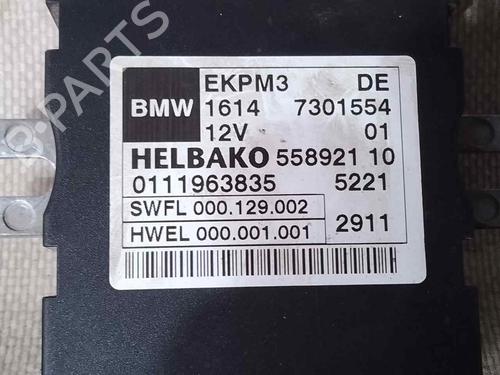 B-PARTS
EKPM3 DE
BMW 1614 7301554
12V 01
HELBAKO 558921 10
0111963835 5221
SWFL 000.129.002
HWEL 000.001.001 2911